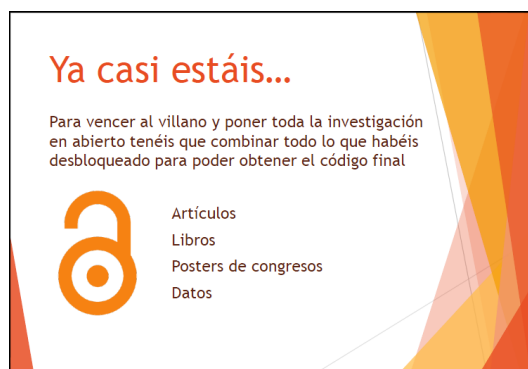 Ya casi estáis...
Para vencer al villano y poner toda la investigación
en abierto tenéis que combinar todo lo que habéis
desbloqueado para poder obtener el código final
Artículos
Libros
Posters de congresos
Datos